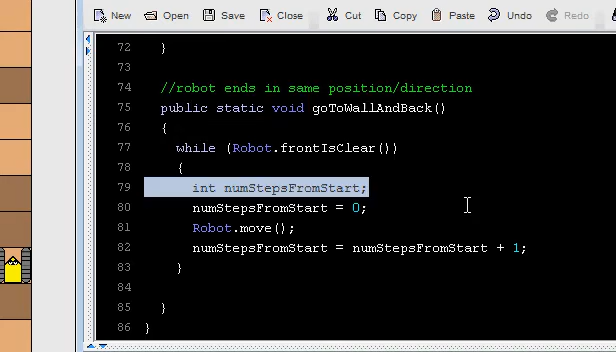 New Open Save Close Cut Copy Paste Undo Redo
72 }
73
74 //robot ends in same position/direction
75 public static void goToWallAndBack()
76 {
77 while (Robot.frontIsClear())
78 {
79 int numStepsFromStart;
80 numStepsFromStart = 0;
81 Robot.move();
82 numStepsFromStart = numStepsFromStart + 1;
83 }
84
85 }
86 }